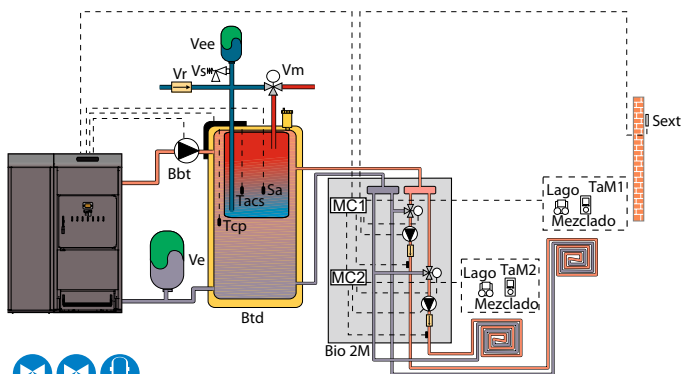 Vee
Vs
Vm
Vr
Bbt
Sa
Tacs
Tcp
Ve
Btd
Sext
MC1
MC2
Bio 2M
Lago TaM1
Mezclado
Lago TaM2
Mezclado